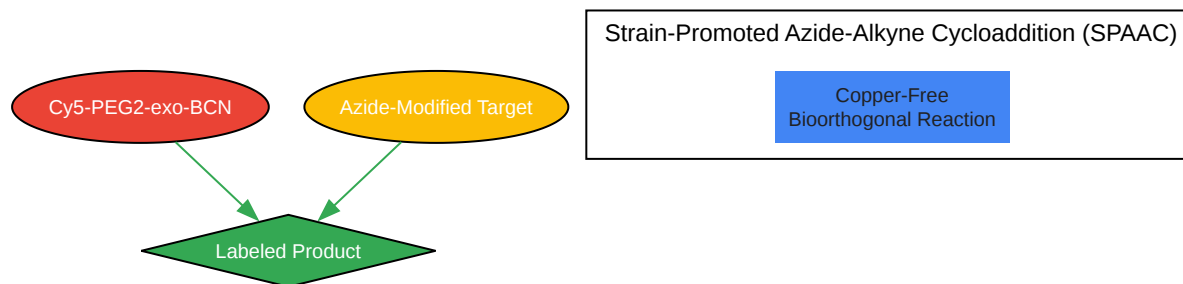 Strain-Promoted Azide-Alkyne Cycloaddition (SPAAC)
Cy5-PEG2-exo-BCN
Azide-Modified Target
Copper-Free
Bioorthogonal Reaction
Labeled Product